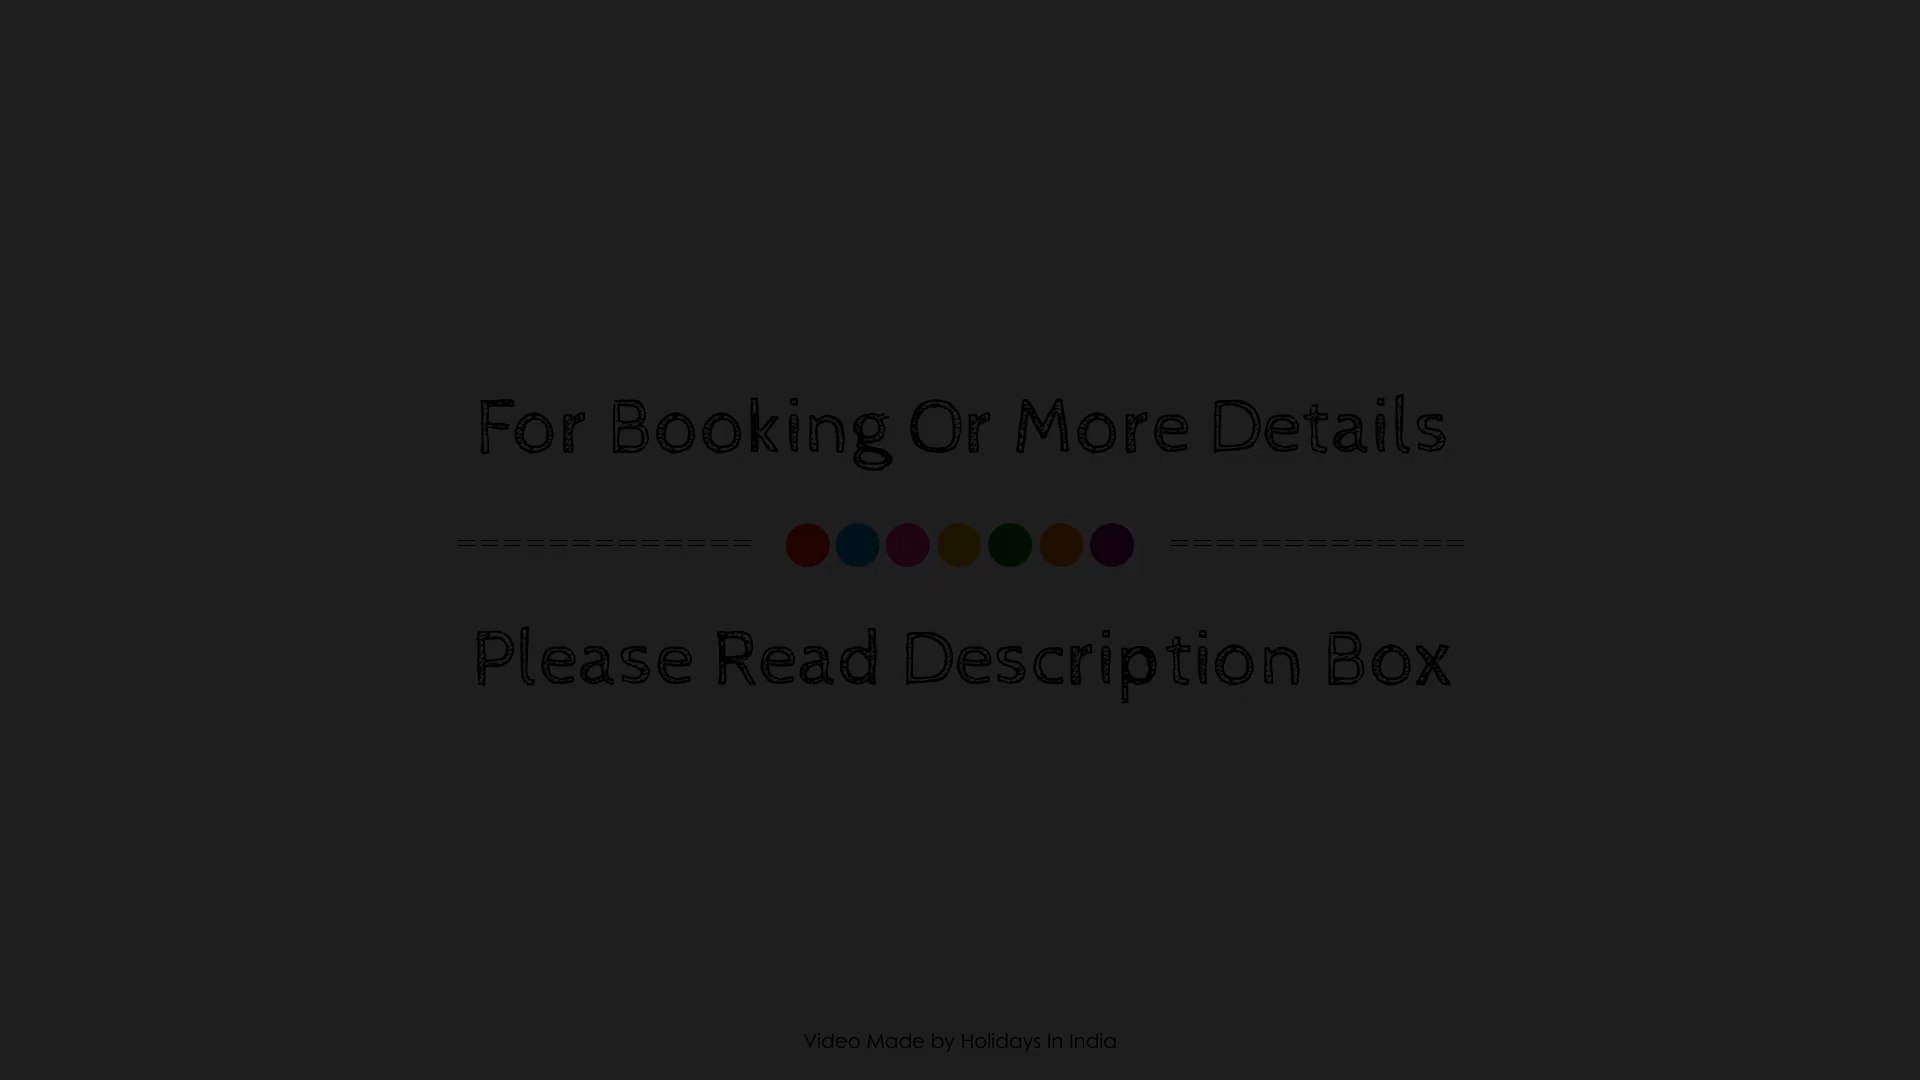 For Booking Or More Details
============= =============
Please Read Description Box
Video Made by Holidays In India